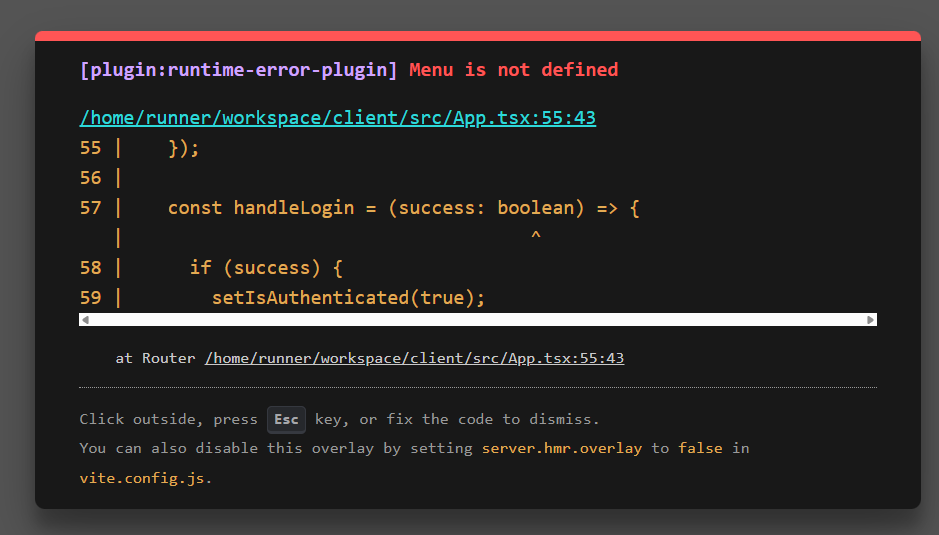 [plugin:runtime-error-plugin] Menu is not defined
/home/runner/workspace/client/src/App.tsx:55:43
55 |    });
56 |
57 |    const handleLogin = (success: boolean) => {
   |                                      ^
58 |      if (success) {
59 |        setIsAuthenticated(true);
at Router /home/runner/workspace/client/src/App.tsx:55:43
Click outside, press Esc key, or fix the code to dismiss.
You can also disable this overlay by setting server.hmr.overlay to false in
vite.config.js.